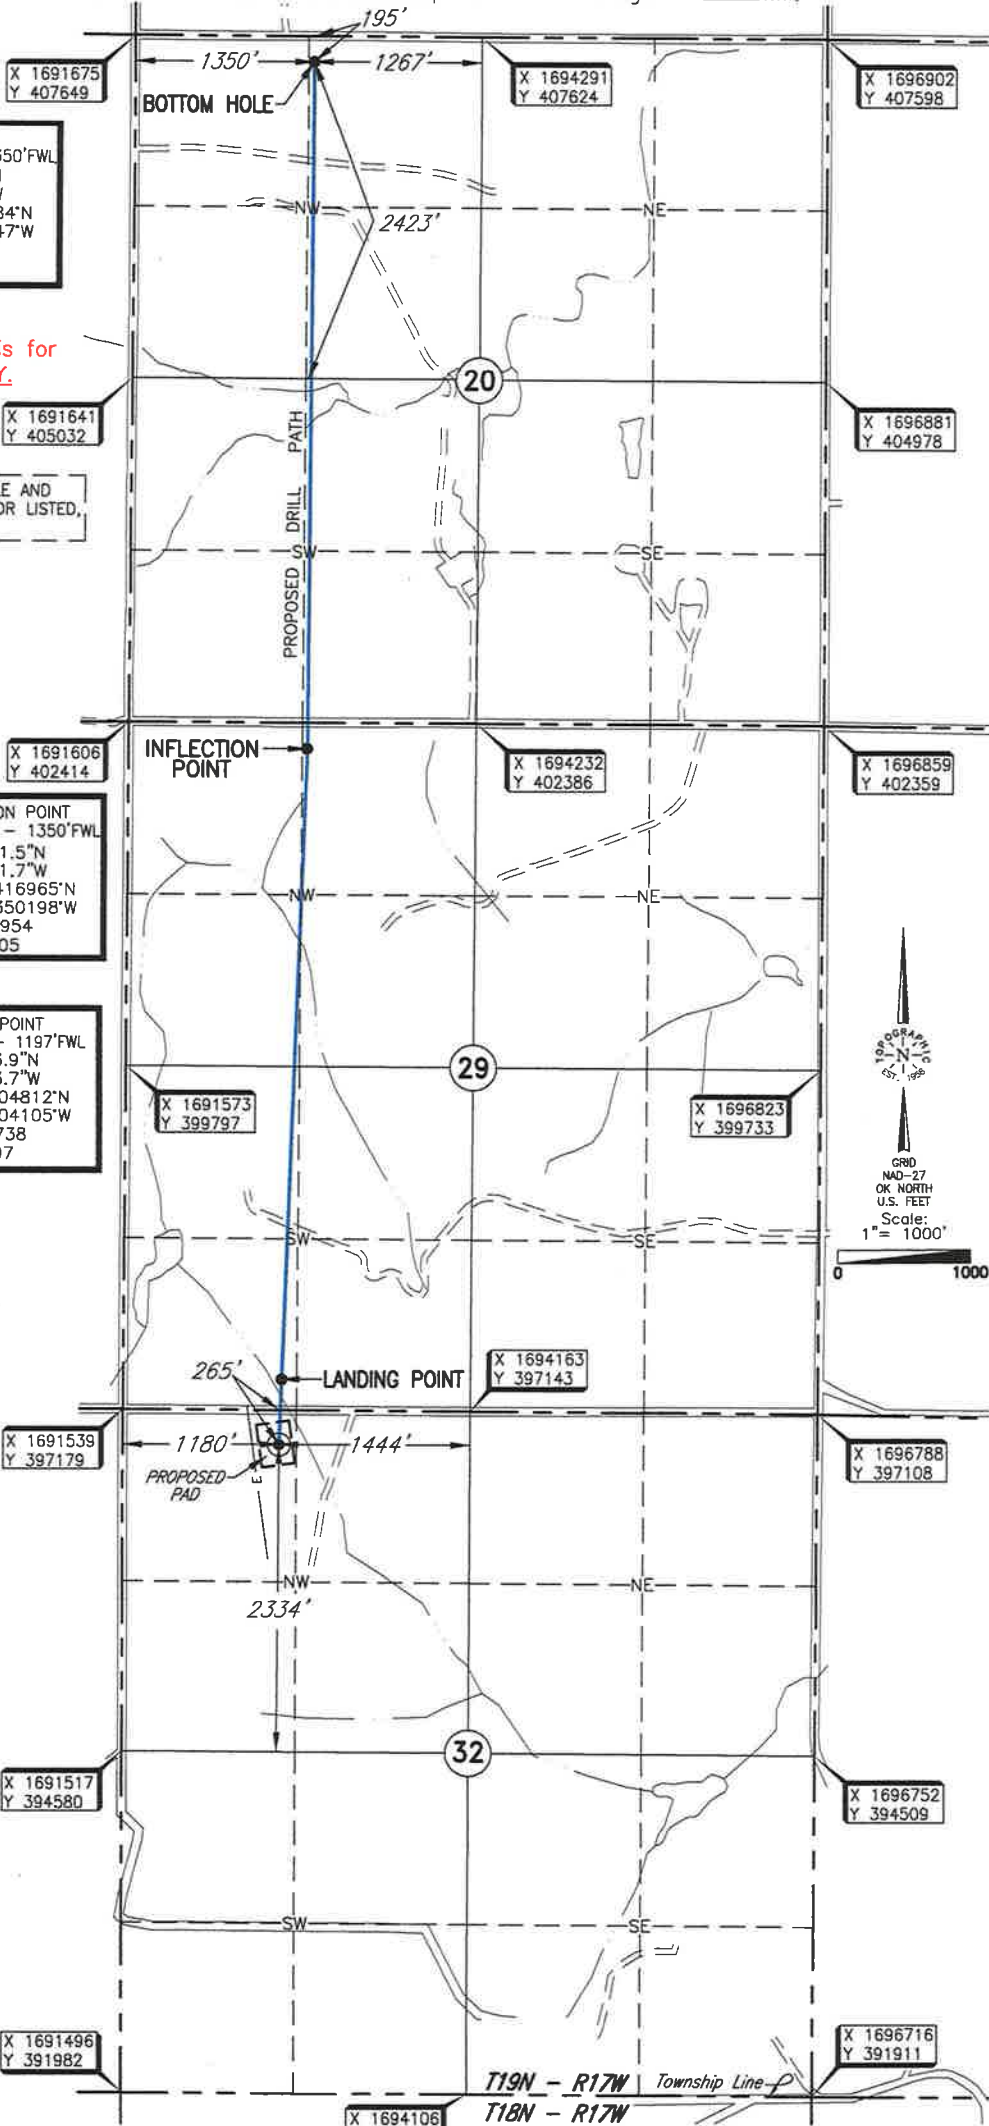 195'
1350'
1267'
X 1691675
Y 407649
X 1694291
Y 407624
X 1696902
Y 407598
BOTTOM HOLE
350'FWL
84°N
47°W
NW
NE
2423'
s for
Y.
20
X 1691641
Y 405032
X 1696881
Y 404978
E AND
OR LISTED,
PROPOSED DRILL PATH
SW
SE
X 1691606
Y 402414
INFLECTION
POINT
X 1694232
Y 402386
X 1696859
Y 402359
ON POINT
– 1350'FWL
1.5"N
1.7"W
416965°N
350198°W
954
05
NW
NE
POINT
– 1197'FWL
6.9"N
6.7"W
04812°N
04105°W
738
97
29
X 1691573
Y 399797
X 1696823
Y 399733
TOPOGRAPHIC
N
EST. 1958
GRID
NAD-27
OK NORTH
U.S. FEET
Scale:
1"= 1000'
0 1000
SW
SE
265'
LANDING POINT
X 1694163
Y 397143
X 1691539
Y 397179
1180'
1444'
X 1696788
Y 397108
PROPOSED
PAD
E
NW
NE
2334'
32
X 1691517
Y 394580
X 1696752
Y 394509
SW
SE
X 1691496
Y 391982
X 1696716
Y 391911
T19N – R17W Township Line
T18N – R17W
X 1694106